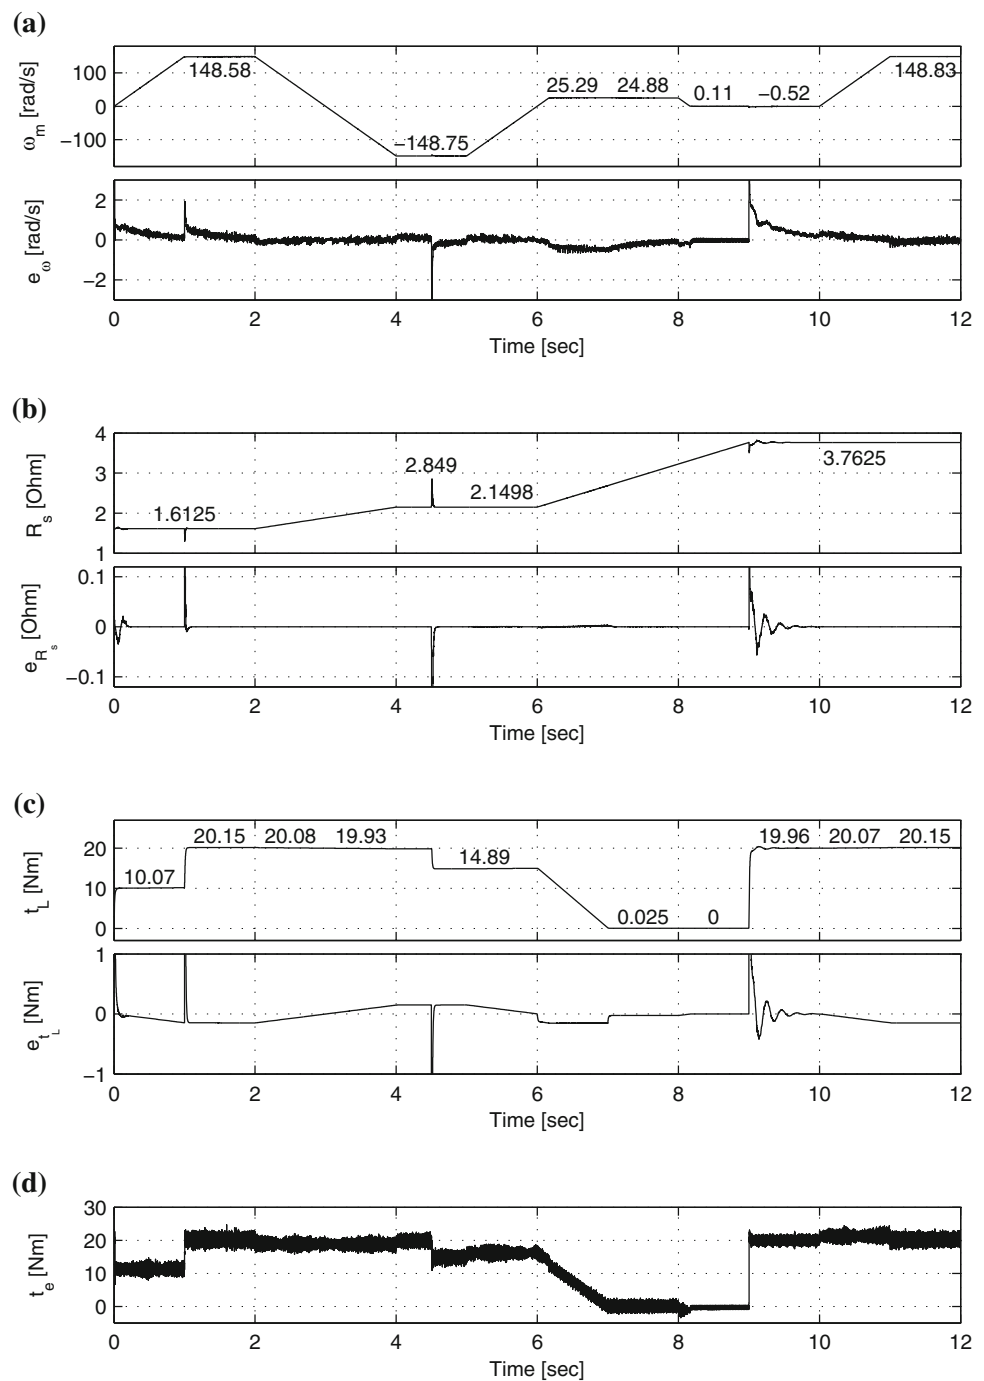 (a)
ω_m [rad/s]
100
0
−100
148.58
−148.75
25.29
24.88
0.11
−0.52
148.83
e_ω [rad/s]
2
0
−2
0 2 4 6 8 10 12
Time [sec]
(b)
R_s [Ohm]
4
3
2
1
1.6125
2.849
2.1498
3.7625
e_{R_s} [Ohm]
0.1
0
−0.1
0 2 4 6 8 10 12
Time [sec]
(c)
t_L [Nm]
20
10
0
10.07
20.15
20.08
19.93
14.89
0.025
0
19.96
20.07
20.15
e_{t_L} [Nm]
1
0
−1
0 2 4 6 8 10 12
Time [sec]
(d)
t_e [Nm]
30
20
10
0
0 2 4 6 8 10 12
Time [sec]